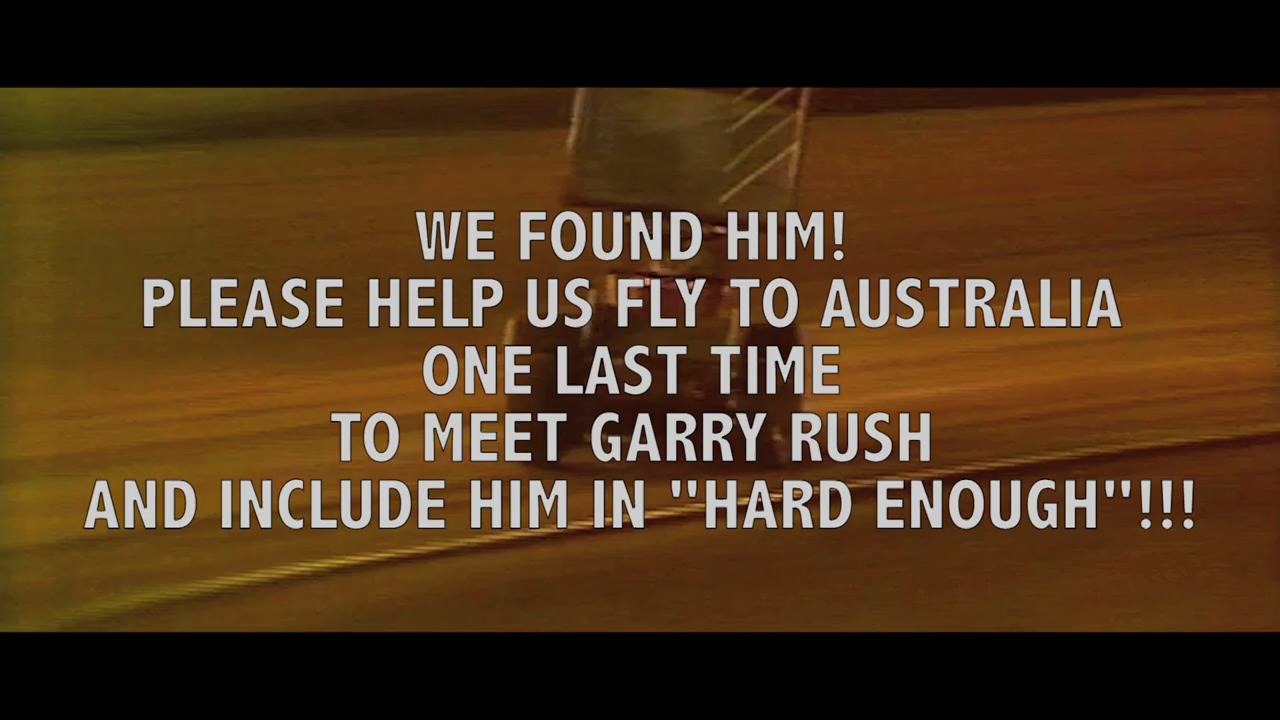 WE FOUND HIM!
PLEASE HELP US FLY TO AUSTRALIA
ONE LAST TIME
TO MEET GARRY RUSH
AND INCLUDE HIM IN "HARD ENOUGH"!!!